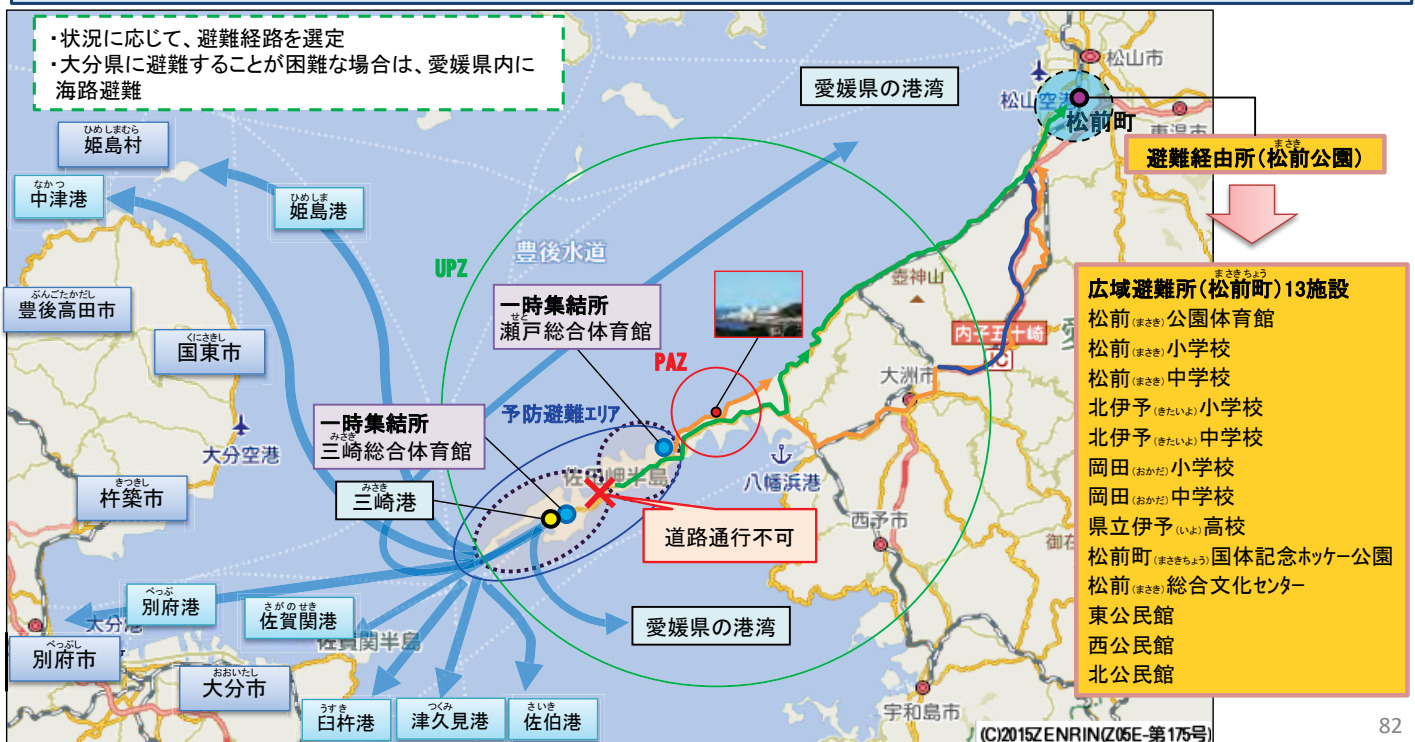 ・状況に応じて、避難経路を選定
・大分県に避難することが困難な場合は、愛媛県内に
海路避難
愛媛県の港湾
松山市
松山空港
松前町
まさき
避難経由所(松前公園)
ひめしまむら
姫島村
なかつ
中津港
ひめしま
姫島港
豊後水道
UPZ
一時集結所
せと
瀬戸総合体育館
壺神山
内子五十崎
IC
大洲市
PAZ
ぶんごたかだし
豊後高田市
くにさきし
国東市
大分空港
きつきし
杵築市
予防避難エリア
一時集結所
みさき
三崎総合体育館
みさき
三崎港
佐田岬半島
八幡浜港
西予市
道路通行不可
愛媛県の港湾
べっぷ
別府港
大分港
べっぷし
別府市
さがのせき
佐賀関港
佐賀関半島
おおいたし
大分市
うすき
臼杵港
つくみ
津久見港
さいき
佐伯港
宇和島市
まさきちょう
広域避難所(松前町)13施設
松前(まさき)公園体育館
松前(まさき)小学校
松前(まさき)中学校
北伊予(きたいよ)小学校
北伊予(きたいよ)中学校
岡田(おかだ)小学校
岡田(おかだ)中学校
県立伊予(いよ)高校
松前町(まさきちょう)国体記念ホッケー公園
松前(まさき)総合文化センター
東公民館
西公民館
北公民館
(C)2015ZENRIN(Z05E-第175号)
82